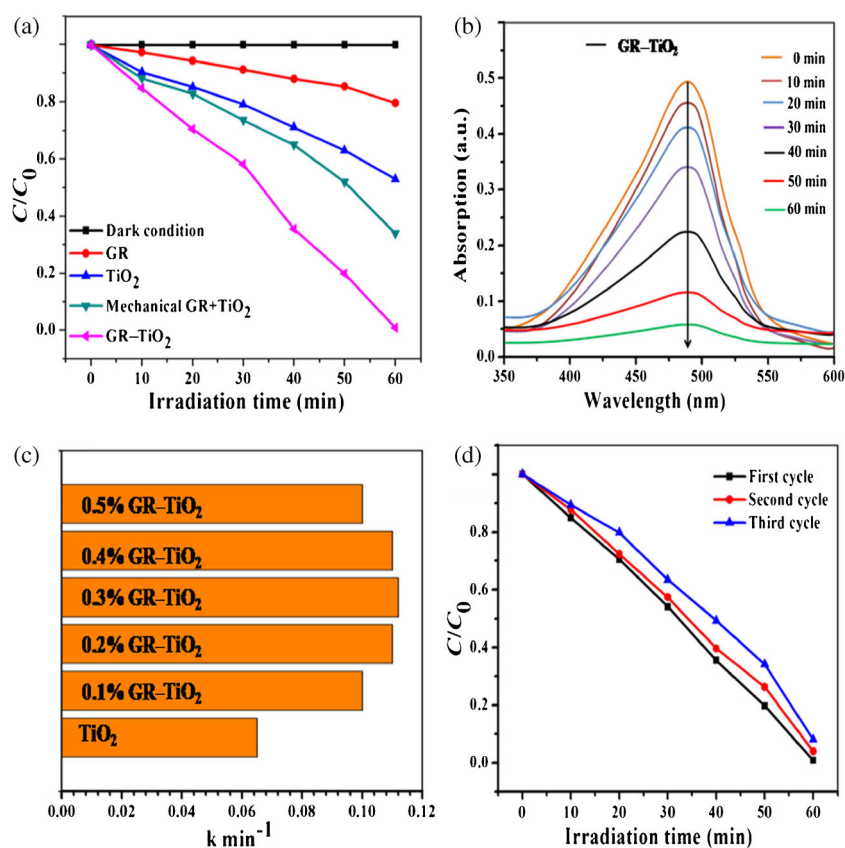 (a)
C/C₀
1.0
0.8
0.6
0.4
0.2
0.0
Dark condition
GR
TiO₂
Mechanical GR+TiO₂
GR–TiO₂
0 10 20 30 40 50 60
Irradiation time (min)
(b)
GR–TiO₂
Absorption (a.u.)
0.5
0.4
0.3
0.2
0.1
0.0
0 min
10 min
20 min
30 min
40 min
50 min
60 min
350 400 450 500 550 600
Wavelength (nm)
(c)
0.5% GR–TiO₂
0.4% GR–TiO₂
0.3% GR–TiO₂
0.2% GR–TiO₂
0.1% GR–TiO₂
TiO₂
0.00 0.02 0.04 0.06 0.08 0.10 0.12
k min⁻¹
(d)
C/C₀
1.0
0.8
0.6
0.4
0.2
0.0
First cycle
Second cycle
Third cycle
0 10 20 30 40 50 60
Irradiation time (min)